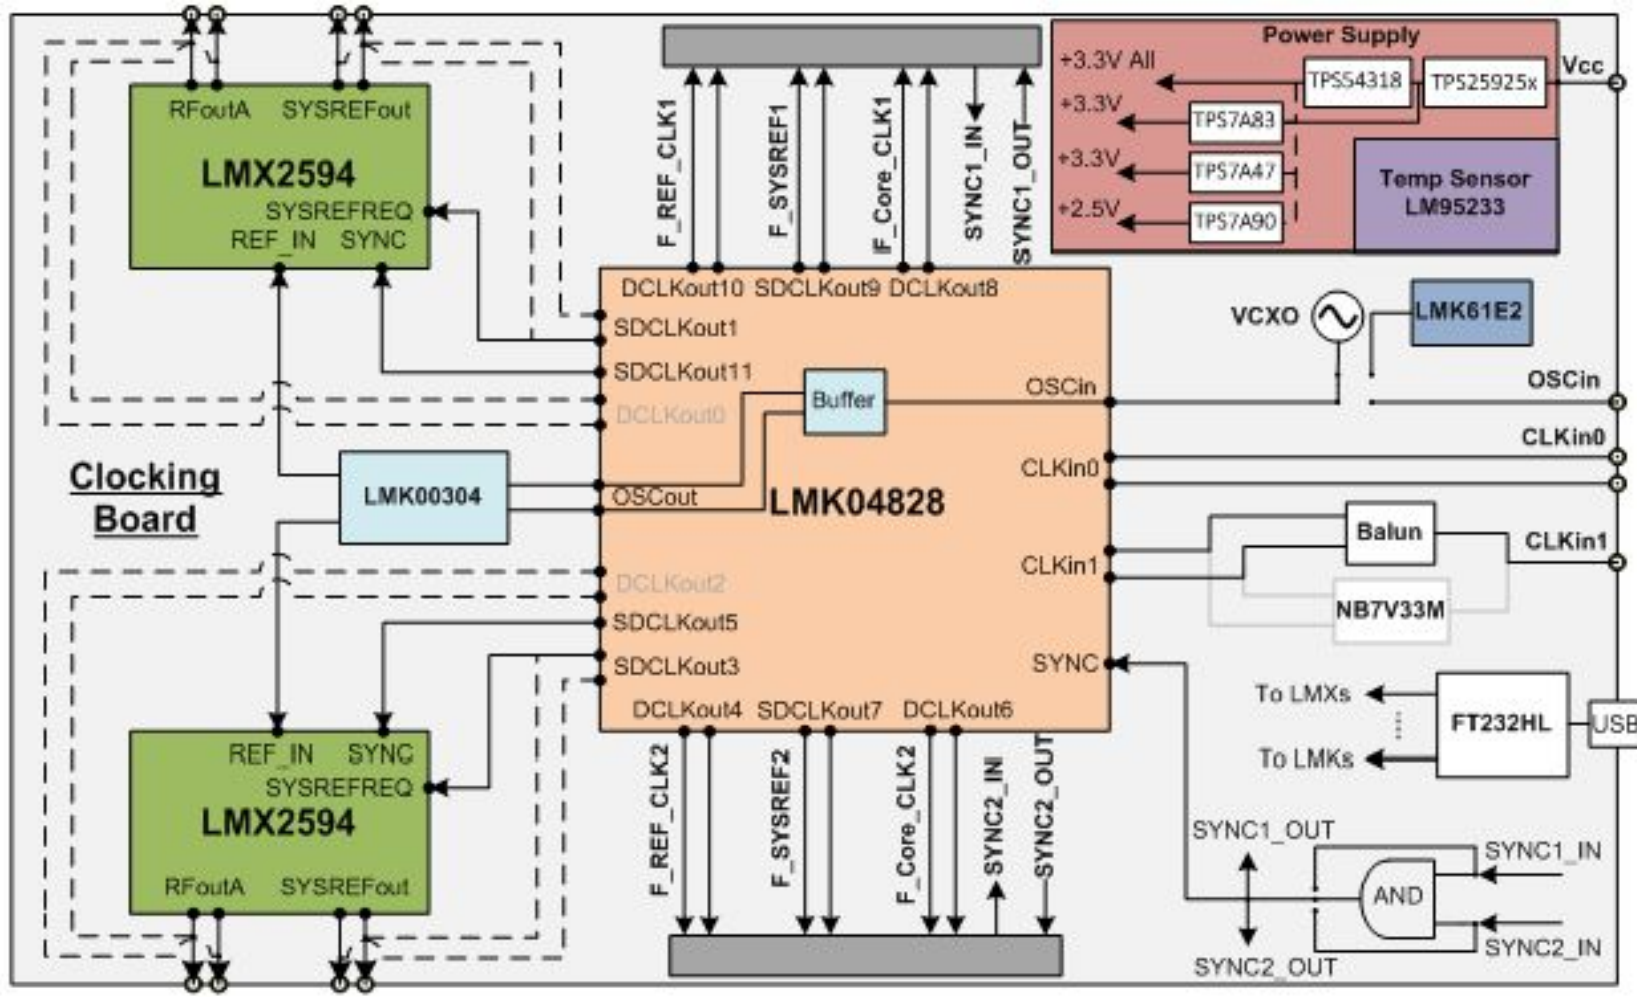 RFoutA SYSREFout
LMX2594
SYSREFREQ
REF_IN SYNC
F_REF_CLK1
F_SYSREF1
IF_Core_CLK1
SYNC1_IN
SYNC1_OUT
Power Supply
+3.3V All
TPS54318
TPS25925x
Vcc
+3.3V
TPS7A83
+3.3V
TPS7A47
+2.5V
TPS7A90
Temp Sensor
LM95233
DCLKout10 SDCLKout9 DCLKout8
SDCLKout1
SDCLKout11
DCLKout0
Buffer
OSCin
VCXO
LMK61E2
OSCin
CLKin0
CLKin0
Clocking
Board
LMK00304
OSCout
LMK04828
Balun
CLKin1
CLKin1
NB7V33M
DCLKout2
SDCLKout5
SDCLKout3
SYNC
DCLKout4 SDCLKout7 DCLKout6
To LMXs
To LMKs
FT232HL
USB
REF_IN SYNC
SYSREFREQ
LMX2594
RFoutA SYSREFout
F_REF_CLK2
F_SYSREF2
F_Core_CLK2
SYNC2_IN
SYNC2_OUT
SYNC1_OUT
SYNC1_IN
AND
SYNC2_IN
SYNC2_OUT